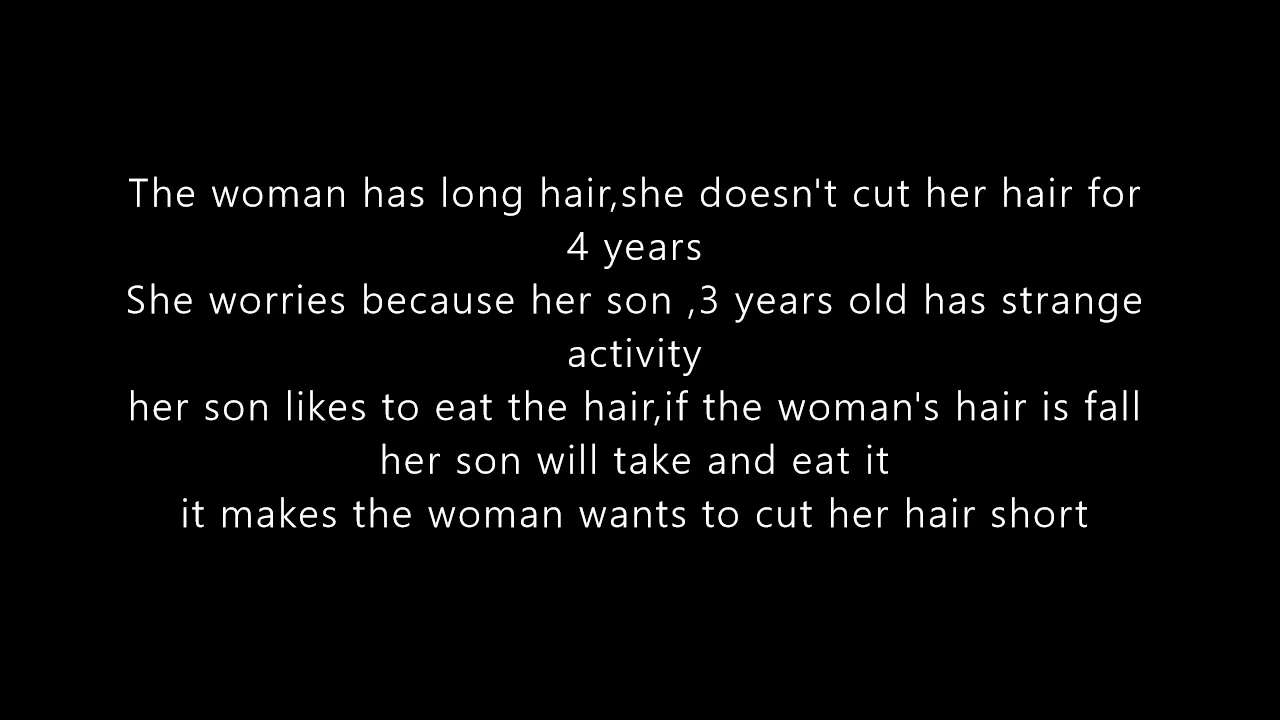 The woman has long hair,she doesn't cut her hair for
4 years
She worries because her son ,3 years old has strange
activity
her son likes to eat the hair,if the woman's hair is fall
her son will take and eat it
it makes the woman wants to cut her hair short